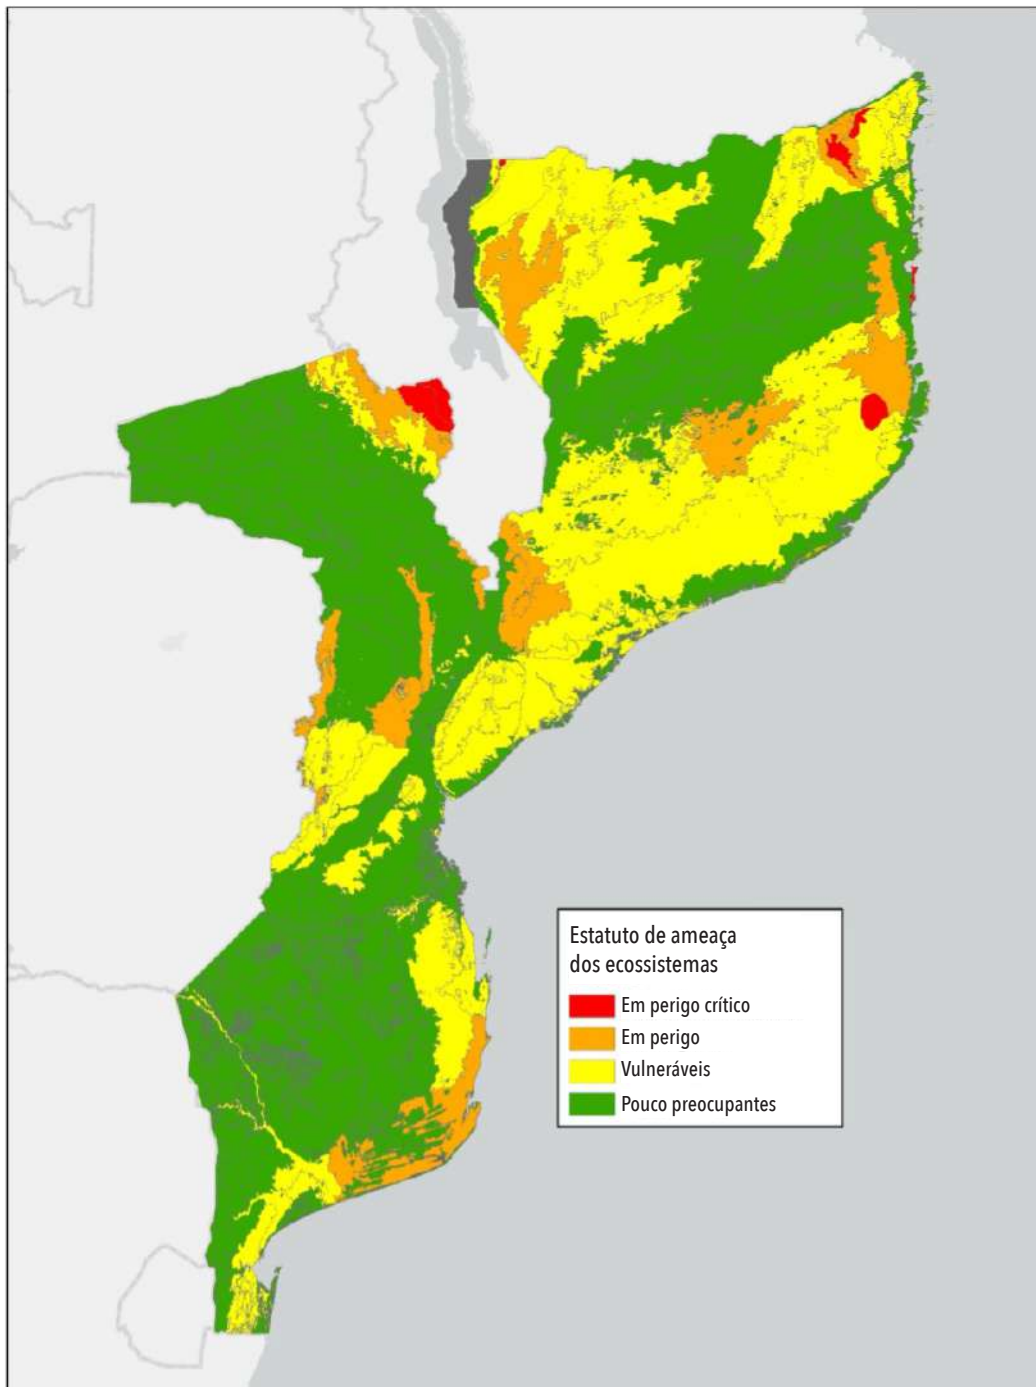 Estatuto de ameaça
dos ecossistemas
Em perigo crítico
Em perigo
Vulneráveis
Pouco preocupantes